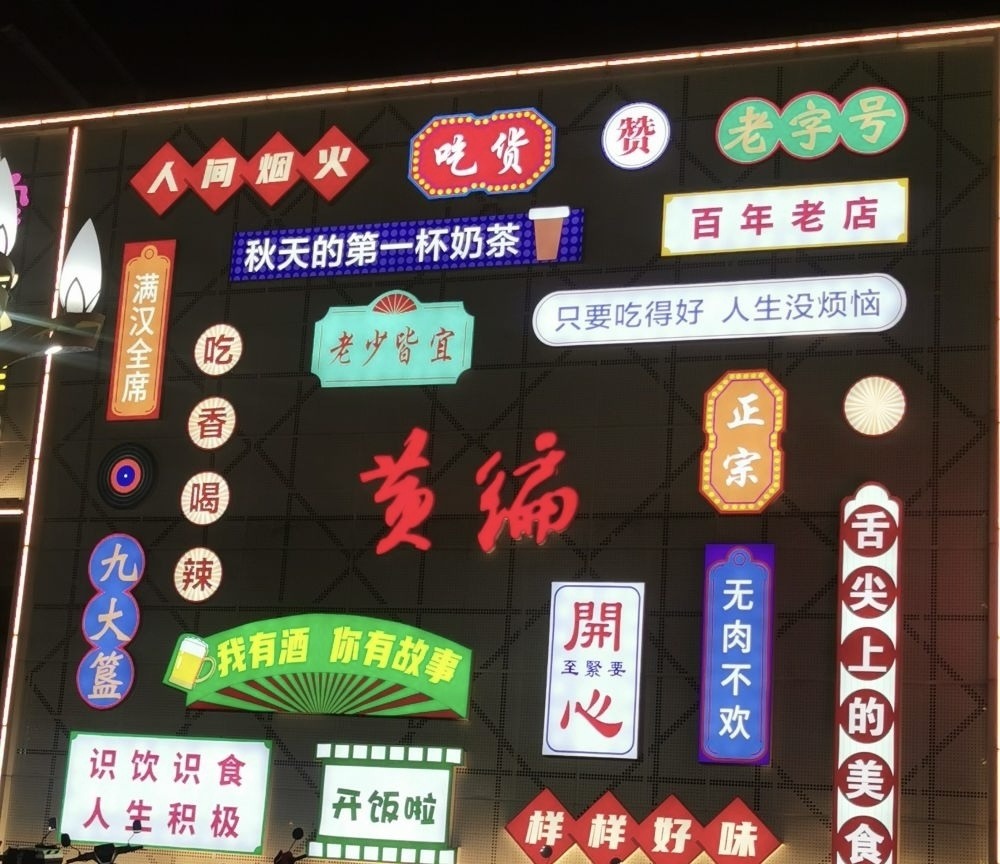 人间烟火
吃货
赞
老字号
秋天的第一杯奶茶
百年老店
满汉全席
老少皆宜
只要吃得好 人生没烦恼
吃香喝辣
正宗
黄编
九大簋
我有酒 你有故事
開
至緊要
心
无肉不欢
舌尖上的美食
识饮识食
人生积极
开饭啦
样样好味